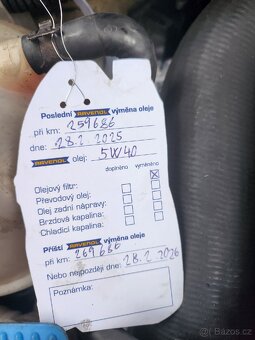 Poslední RAVENOL výměna oleje
při km: 259686
dne: 28.2 2025
RAVENOL olej: 5W40
doplněno výměněno
Olejový filtr:
Převodový olej:
Olej zadní nápravy:
Brzdová kapalina:
Chladící kapalina:
Příští RAVENOL výměna oleje
při km: 269686
Nebo nejpozději dne: 28.2.2026
Poznámka:
Sbazos.cz